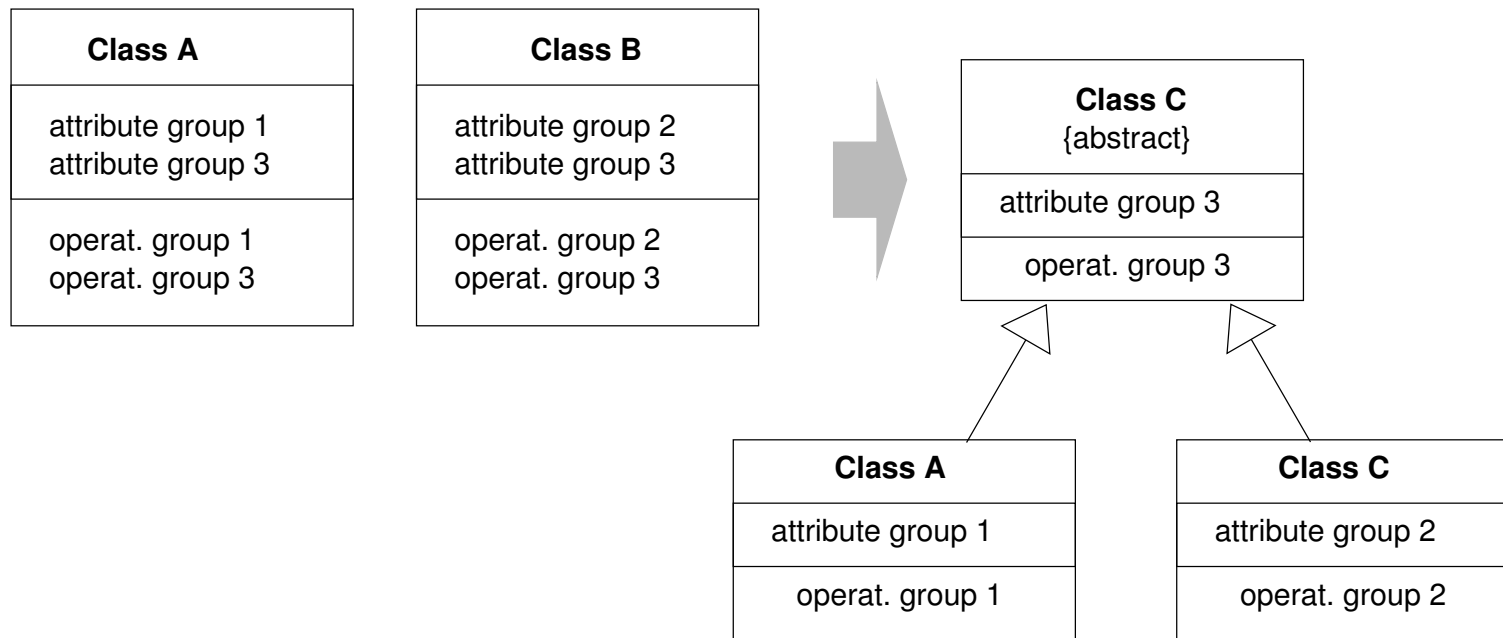 Class A
attribute group 1
attribute group 3
operat. group 1
operat. group 3
Class B
attribute group 2
attribute group 3
operat. group 2
operat. group 3
Class C
{abstract}
attribute group 3
operat. group 3
Class A
attribute group 1
operat. group 1
Class C
attribute group 2
operat. group 2